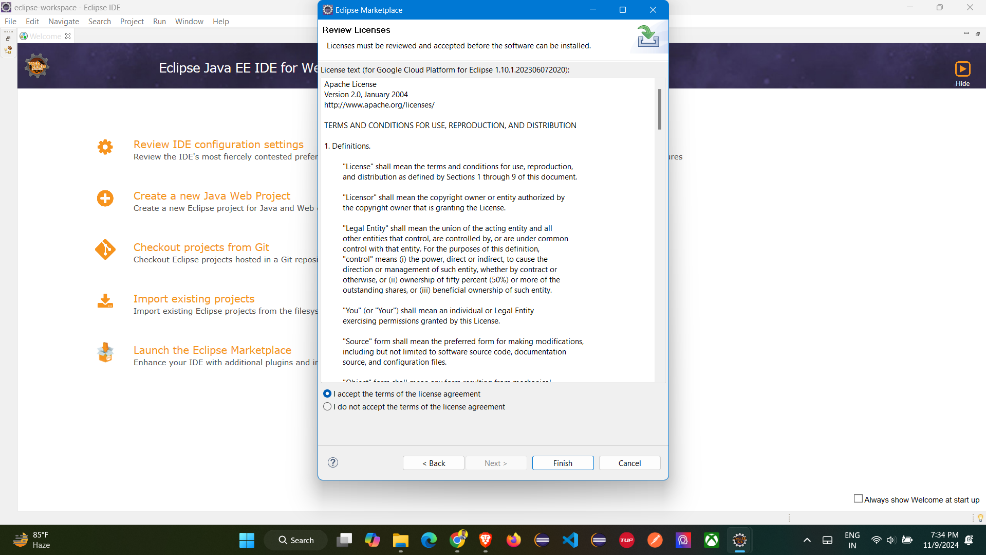 eclipse-workspace - Eclipse IDE
File Edit Navigate Search Project Run Window Help
Welcome
Eclipse Java EE IDE for We
Hide
Review IDE configuration settings
Review the IDE's most fiercely contested prefer
ures
Create a new Java Web Project
Create a new Eclipse project for Java and Web
Checkout projects from Git
Checkout Eclipse projects hosted in a Git repos
Import existing projects
Import existing Eclipse projects from the filesys
Launch the Eclipse Marketplace
Enhance your IDE with additional plugins and in
Always show Welcome at start up
Eclipse Marketplace
Review Licenses
Licenses must be reviewed and accepted before the software can be installed.
License text (for Google Cloud Platform for Eclipse 1.10.1.202306072020):
Apache License
Version 2.0, January 2004
http://www.apache.org/licenses/
TERMS AND CONDITIONS FOR USE, REPRODUCTION, AND DISTRIBUTION
1. Definitions.
"License" shall mean the terms and conditions for use, reproduction,
and distribution as defined by Sections 1 through 9 of this document.
"Licensor" shall mean the copyright owner or entity authorized by
the copyright owner that is granting the License.
"Legal Entity" shall mean the union of the acting entity and all
other entities that control, are controlled by, or are under common
control with that entity. For the purposes of this definition,
"control" means (i) the power, direct or indirect, to cause the
direction or management of such entity, whether by contract or
otherwise, or (ii) ownership of fifty percent (50%) or more of the
outstanding shares, or (iii) beneficial ownership of such entity.
"You" (or "Your") shall mean an individual or Legal Entity
exercising permissions granted by this License.
"Source" form shall mean the preferred form for making modifications,
including but not limited to software source code, documentation
source, and configuration files.
"Object" form shall mean any form resulting from mechanical
I accept the terms of the license agreement
I do not accept the terms of the license agreement
< Back Next > Finish Cancel
85°F
Haze
Search
TUF
ENG
IN
7:34 PM
11/9/2024